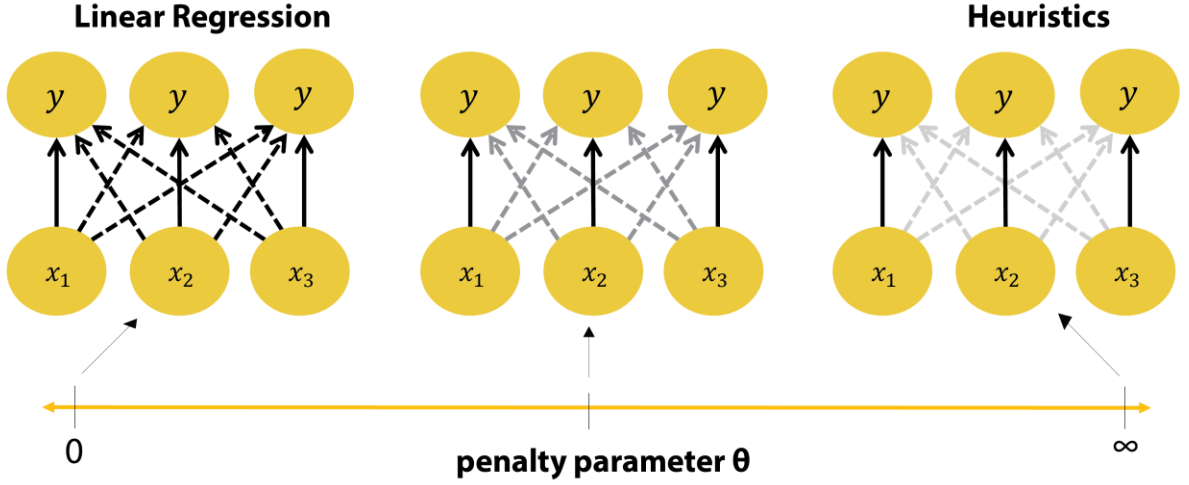 Linear Regression Heuristics
y y y y y y y y y
x₁ x₂ x₃ x₁ x₂ x₃ x₁ x₂ x₃
0 ∞
penalty parameter θ